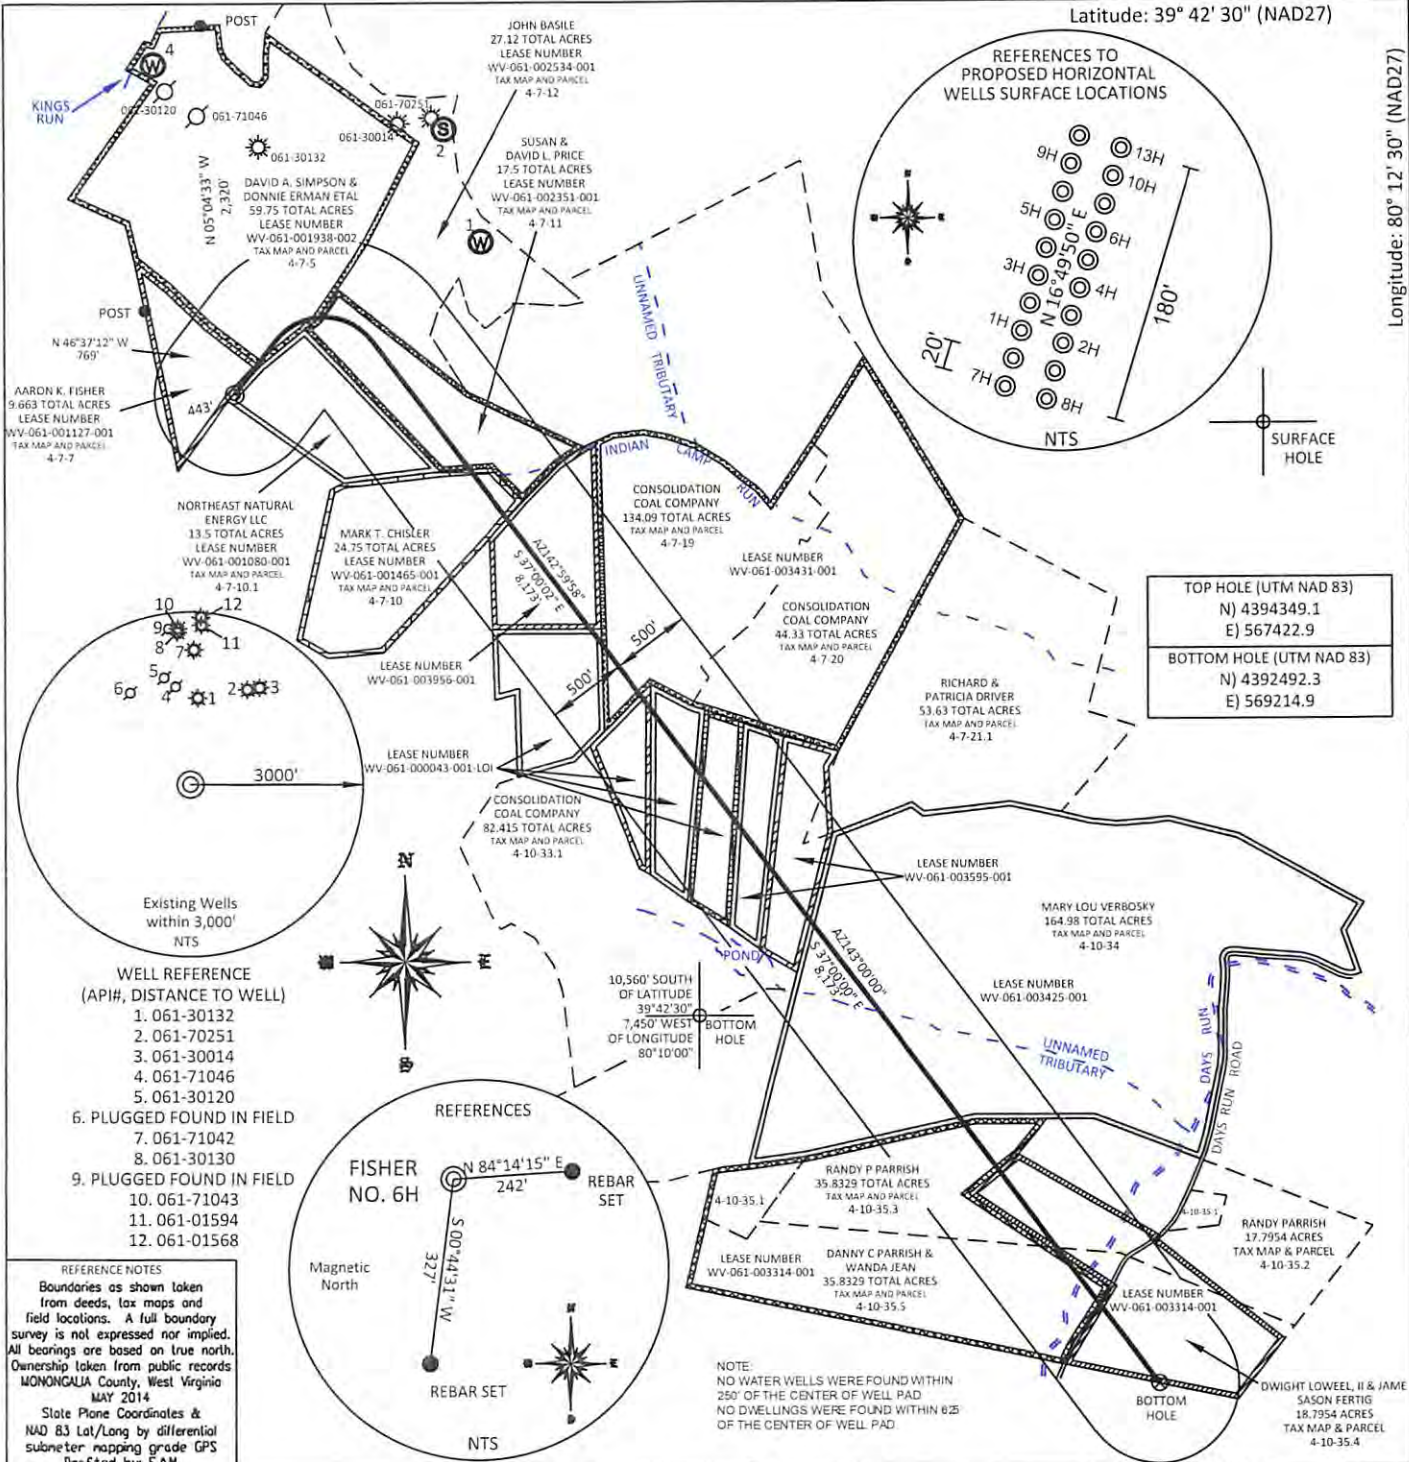 Latitude: 39° 42' 30" (NAD27)
Longitude: 80° 12' 30" (NAD27)
POST
4
W
KINGS
RUN
061-30120
061-71046
061-30132
061-30014
061-70251
S
2
JOHN BASILE
27.12 TOTAL ACRES
LEASE NUMBER
WV-061-002534-001
TAX MAP AND PARCEL
4-7-12
SUSAN &
DAVID L. PRICE
17.5 TOTAL ACRES
LEASE NUMBER
WV-061-002351-001
TAX MAP AND PARCEL
4-7-11
1
W
N 05°04'33" W
2,320'
DAVID A. SIMPSON &
DONNIE ERMAN ETAL
59.75 TOTAL ACRES
LEASE NUMBER
WV-061-001938-002
TAX MAP AND PARCEL
4-7-5
REFERENCES TO
PROPOSED HORIZONTAL
WELLS SURFACE LOCATIONS
13H
9H
10H
5H
6H
3H
4H
1H
2H
7H
8H
N 16°49'50" E
180'
20'
NTS
SURFACE
HOLE
POST
N 46°37'12" W
769'
AARON K. FISHER
9.663 TOTAL ACRES
LEASE NUMBER
WV-061-001127-001
TAX MAP AND PARCEL
4-7-7
443'
UNNAMED TRIBUTARY
INDIAN CAMP RUN
NORTHEAST NATURAL
ENERGY LLC
13.5 TOTAL ACRES
LEASE NUMBER
WV-061-001080-001
TAX MAP AND PARCEL
4-7-10.1
MARK T. CHISLER
24.75 TOTAL ACRES
LEASE NUMBER
WV-061-001465-001
TAX MAP AND PARCEL
4-7-10
CONSOLIDATION
COAL COMPANY
134.09 TOTAL ACRES
TAX MAP AND PARCEL
4-7-19
LEASE NUMBER
WV-061-003431-001
AZ142°59'58"
S 37°00'02" E
8,173'
CONSOLIDATION
COAL COMPANY
44.33 TOTAL ACRES
TAX MAP AND PARCEL
4-7-20
TOP HOLE (UTM NAD 83)
N) 4394349.1
E) 567422.9
BOTTOM HOLE (UTM NAD 83)
N) 4392492.3
E) 569214.9
RICHARD &
PATRICIA DRIVER
53.63 TOTAL ACRES
TAX MAP AND PARCEL
4-7-21.1
LEASE NUMBER
WV-061-003956-001
500'
500'
10
12
9
8
11
7
5
6
4
1
2
3
3000'
Existing Wells
within 3,000'
NTS
LEASE NUMBER
WV-061-000043-001-LOI
CONSOLIDATION
COAL COMPANY
82.415 TOTAL ACRES
TAX MAP AND PARCEL
4-10-33.1
LEASE NUMBER
WV-061-003595-001
MARY LOU VERBOSKY
164.98 TOTAL ACRES
TAX MAP AND PARCEL
4-10-34
LEASE NUMBER
WV-061-003425-001
N
E
S
W
POND
AZ143°00'00"
S 37°00'00" E
8,173'
10,560' SOUTH
OF LATITUDE
39°42'30"
7,450' WEST
OF LONGITUDE
80°10'00"
BOTTOM
HOLE
UNNAMED
TRIBUTARY
DAYS RUN
DAYS RUN ROAD
WELL REFERENCE
(API#, DISTANCE TO WELL)
1. 061-30132
2. 061-70251
3. 061-30014
4. 061-71046
5. 061-30120
6. PLUGGED FOUND IN FIELD
7. 061-71042
8. 061-30130
9. PLUGGED FOUND IN FIELD
10. 061-71043
11. 061-01594
12. 061-01568
REFERENCES
FISHER
NO. 6H
N 84°14'15" E
242'
REBAR
SET
S 00°44'31" W
327'
Magnetic
North
REBAR SET
NTS
RANDY P PARRISH
35.8329 TOTAL ACRES
TAX MAP AND PARCEL
4-10-35.3
4-10-35.1
4-10-35.1
RANDY PARRISH
17.7954 ACRES
TAX MAP & PARCEL
4-10-35.2
LEASE NUMBER
WV-061-003314-001
DANNY C PARRISH &
WANDA JEAN
35.8329 TOTAL ACRES
TAX MAP AND PARCEL
4-10-35.5
LEASE NUMBER
WV-061-003314-001
BOTTOM
HOLE
DWIGHT LOWEEL, II & JAME
SASON FERTIG
18.7954 ACRES
TAX MAP & PARCEL
4-10-35.4
NOTE:
NO WATER WELLS WERE FOUND WITHIN
250' OF THE CENTER OF WELL PAD
NO DWELLINGS WERE FOUND WITHIN 625
OF THE CENTER OF WELL PAD
REFERENCE NOTES
Boundaries as shown taken
from deeds, tax maps and
field locations. A full boundary
survey is not expressed nor implied.
All bearings are based on true north.
Ownership taken from public records
MONONGALIA County, West Virginia
MAY 2014
State Plane Coordinates &
NAD 83 Lat/Long by differential
submeter mapping grade GPS